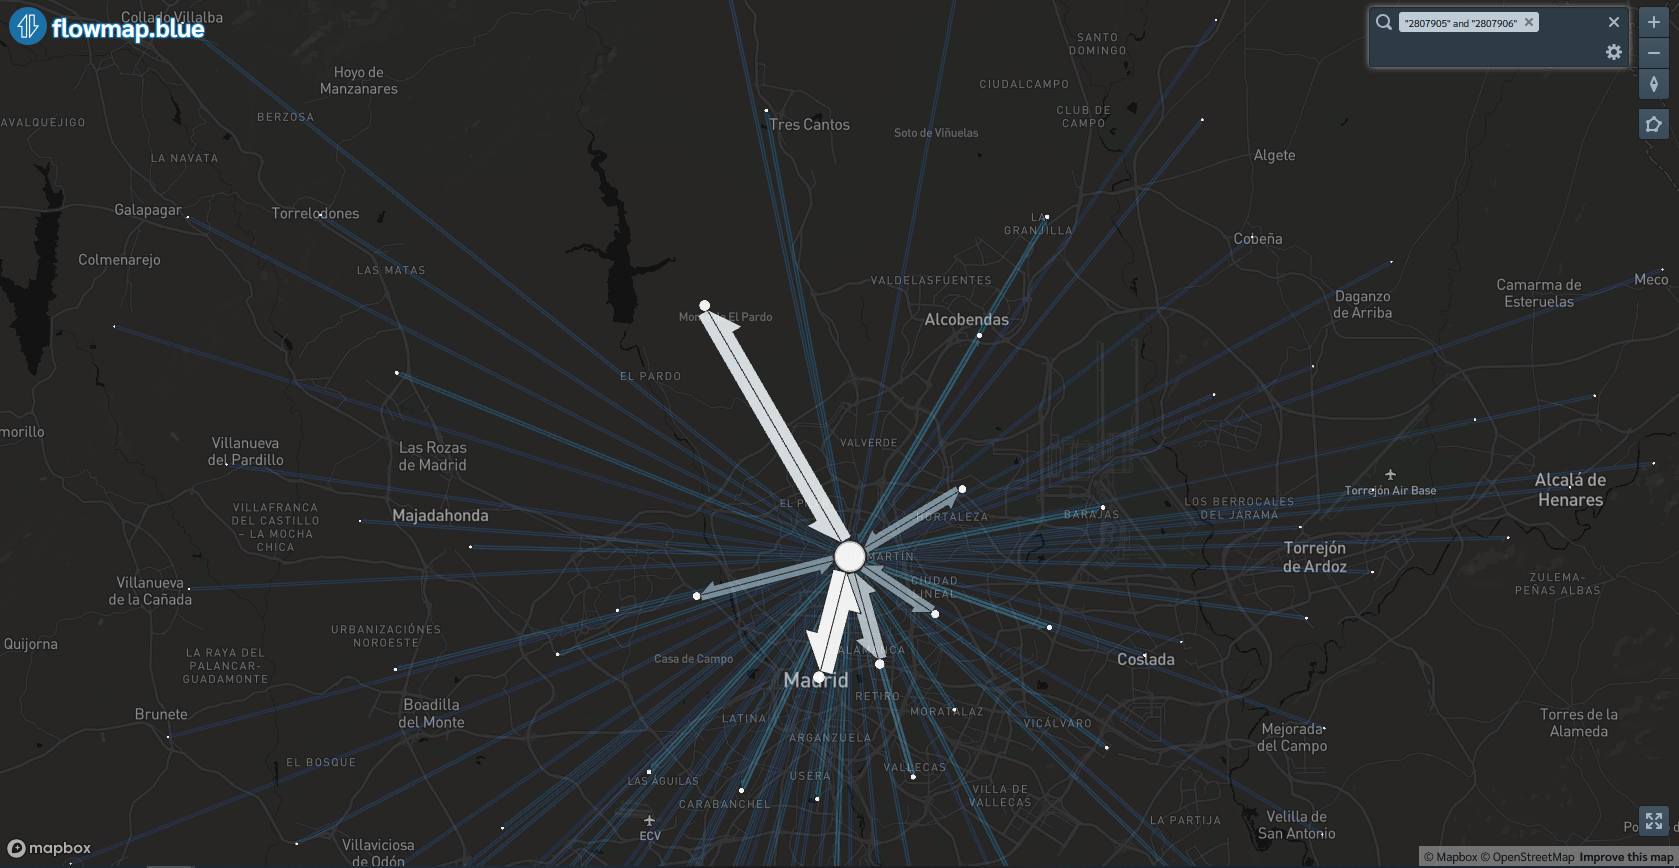 Collado Villalba
flowmap.blue
"2807905" and "2807906"
SANTO
DOMINGO
Hoyo de
Manzanares
CIUDALCAMPO
CLUB DE
CAMPO
BERZOSA
AVALQUEJIGO
Tres Cantos
Soto de Viñuelas
LA NAVATA
Algete
Galapagar
Torrelodones
LA
GRANJILLA
Cobeña
Colmenarejo
LAS MATAS
VALDELASFUENTES
Camarma de
Esteruelas
Meco
Daganzo
de Arriba
Alcobendas
EL PARDO
morillo
Villanueva
del Pardillo
Las Rozas
de Madrid
VALVERDE
Torrejón Air Base
Alcalá de
Henares
VILLAFRANCA
DEL CASTILLO
– LA MOCHA
CHICA
Majadahonda
HORTALEZA
BARAJAS
LOS BERROCALES
DEL JARAMA
MARTÍN
Torrejón
de Ardoz
CIUDAD
LINEAL
Villanueva
de la Cañada
ZULEMA-
PEÑAS ALBAS
Quijorna
URBANIZACIÓNES
NOROESTE
LA RAYA DEL
PALANCAR-
GUADAMONTE
Casa de Campo
SALAMANCA
Coslada
Madrid
RETIRO
Brunete
Boadilla
del Monte
LATINA
MORATALAZ
VICÁLVARO
Torres de la
Alameda
ARGANZUELA
Mejorada
del Campo
EL BOSQUE
LAS ÁGUILAS
USERA
VALLECAS
CARABANCHEL
VILLA DE
VALLECAS
ECV
LA PARTIJA
Velilla de
San Antonio
Villaviciosa
de Odón
mapbox
© Mapbox © OpenStreetMap Improve this map